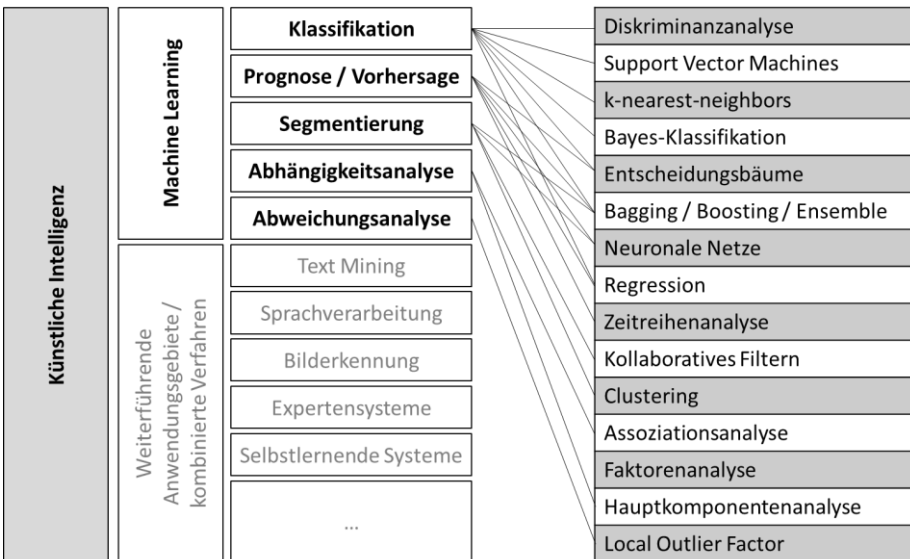 Künstliche Intelligenz
Machine Learning
Klassifikation
Prognose / Vorhersage
Segmentierung
Abhängigkeitsanalyse
Abweichungsanalyse
Weiterführende
Anwendungsgebiete /
kombinierte Verfahren
Text Mining
Sprachverarbeitung
Bilderkennung
Expertensysteme
Selbstlernende Systeme
...
Diskriminanzanalyse
Support Vector Machines
k-nearest-neighbors
Bayes-Klassifikation
Entscheidungsbäume
Bagging / Boosting / Ensemble
Neuronale Netze
Regression
Zeitreihenanalyse
Kollaboratives Filtern
Clustering
Assoziationsanalyse
Faktorenanalyse
Hauptkomponentenanalyse
Local Outlier Factor